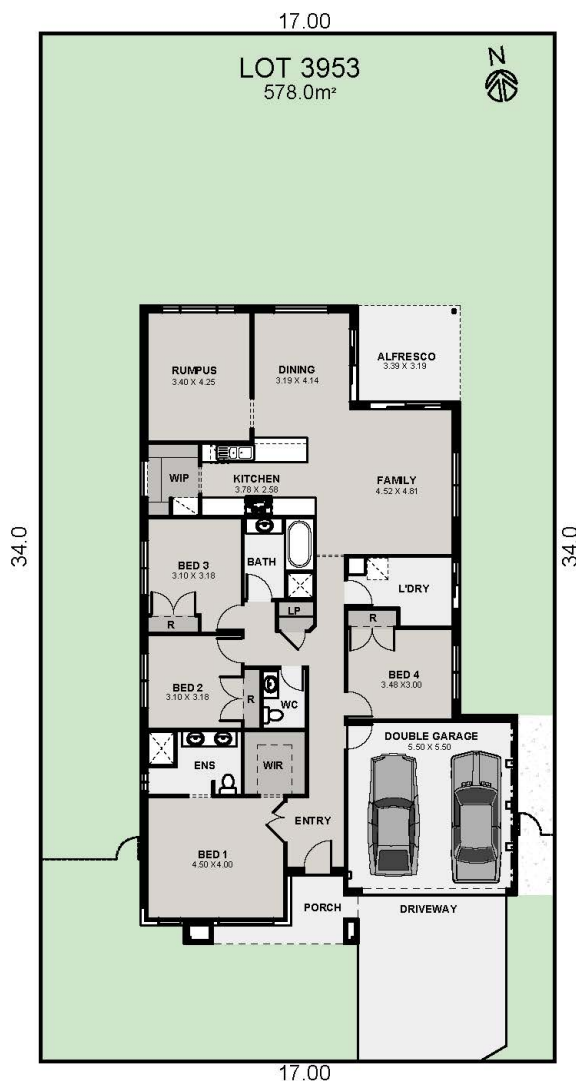 17.00
LOT 3953
578.0m²
N
34.0
34.0
RUMPUS
3.40 X 4.25
DINING
3.19 X 4.14
ALFRESCO
3.39 X 3.19
WIP
KITCHEN
3.78 X 2.58
FAMILY
4.52 X 4.81
BED 3
3.10 X 3.18
R
BATH
LP
L'DRY
R
BED 4
3.48 X3.00
BED 2
3.10 X 3.18
R
WC
DOUBLE GARAGE
5.50 X 5.50
ENS
WIR
ENTRY
BED 1
4.50 X4.00
PORCH
DRIVEWAY
17.00